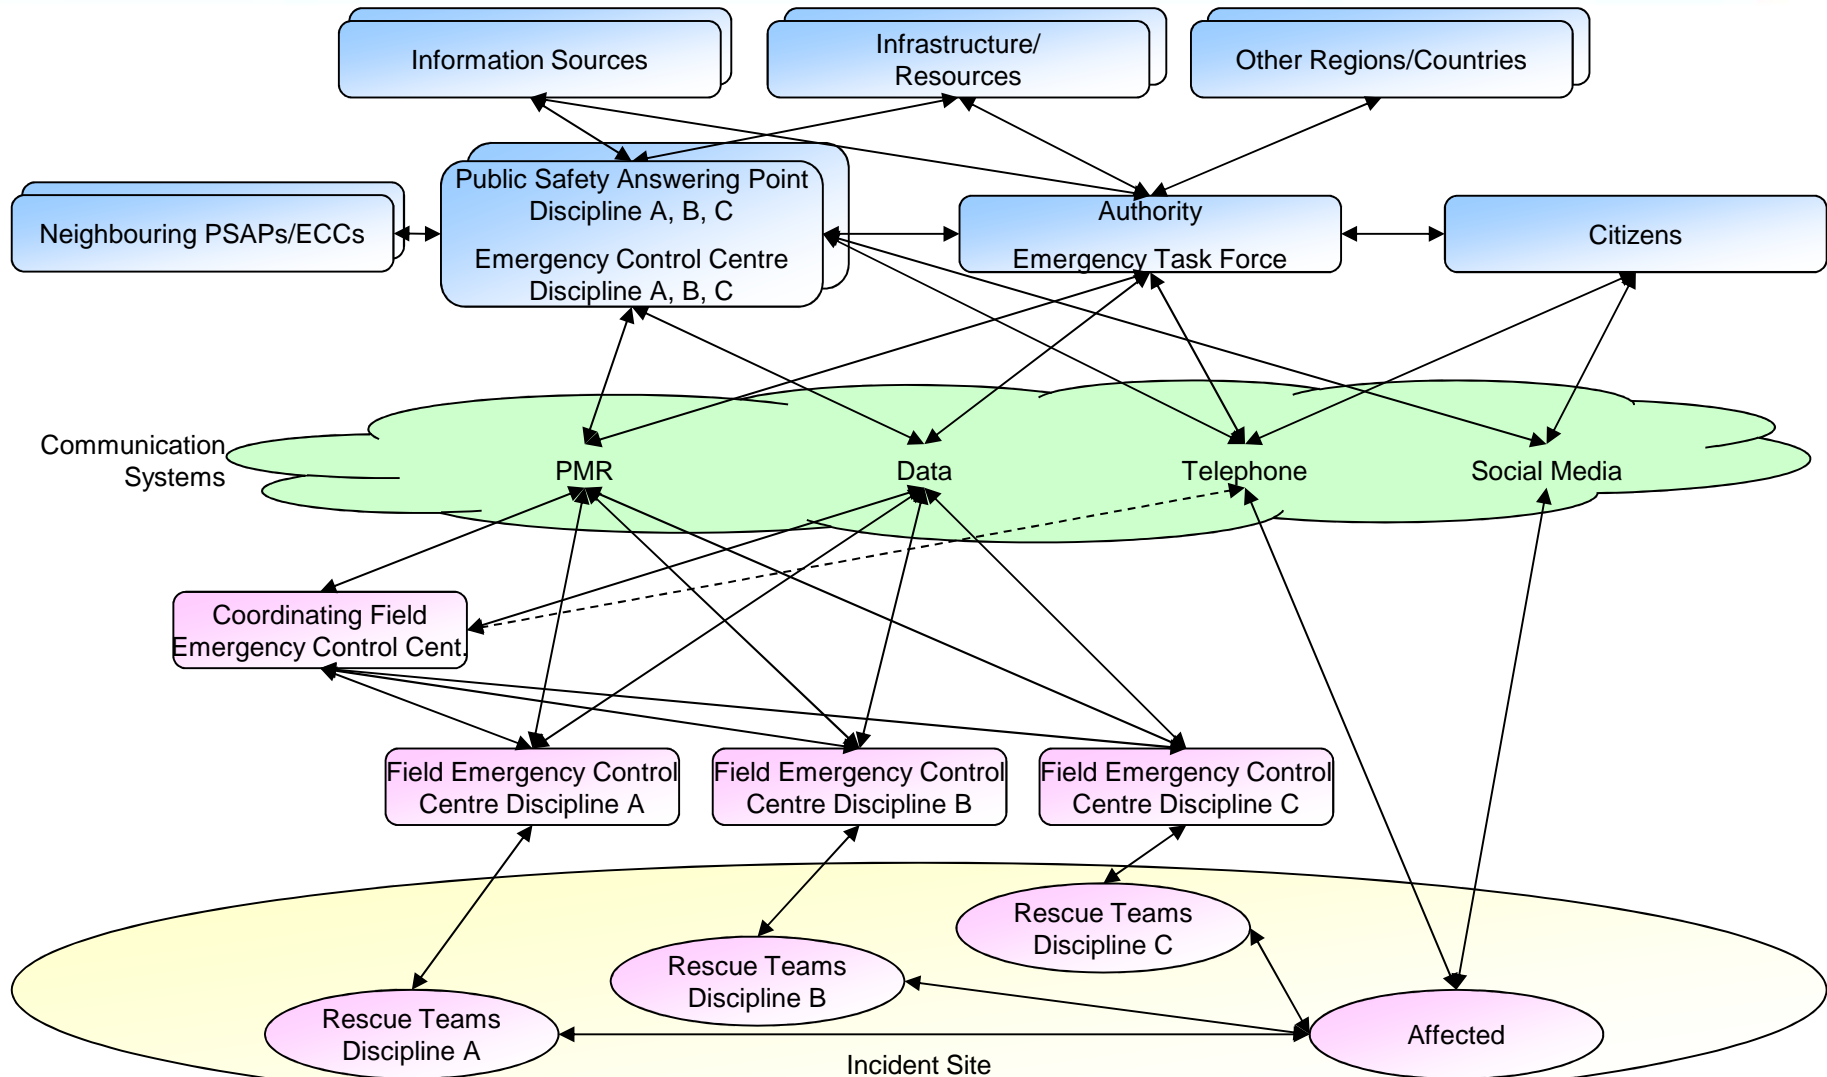 Information Sources
Infrastructure/
Resources
Other Regions/Countries
Neighbouring PSAPs/ECCs
Public Safety Answering Point
Discipline A, B, C
Emergency Control Centre
Discipline A, B, C
Authority
Emergency Task Force
Citizens
Communication
Systems
PMR
Data
Telephone
Social Media
Coordinating Field
Emergency Control Cent.
Field Emergency Control
Centre Discipline A
Field Emergency Control
Centre Discipline B
Field Emergency Control
Centre Discipline C
Rescue Teams
Discipline C
Rescue Teams
Discipline B
Rescue Teams
Discipline A
Affected
Incident Site